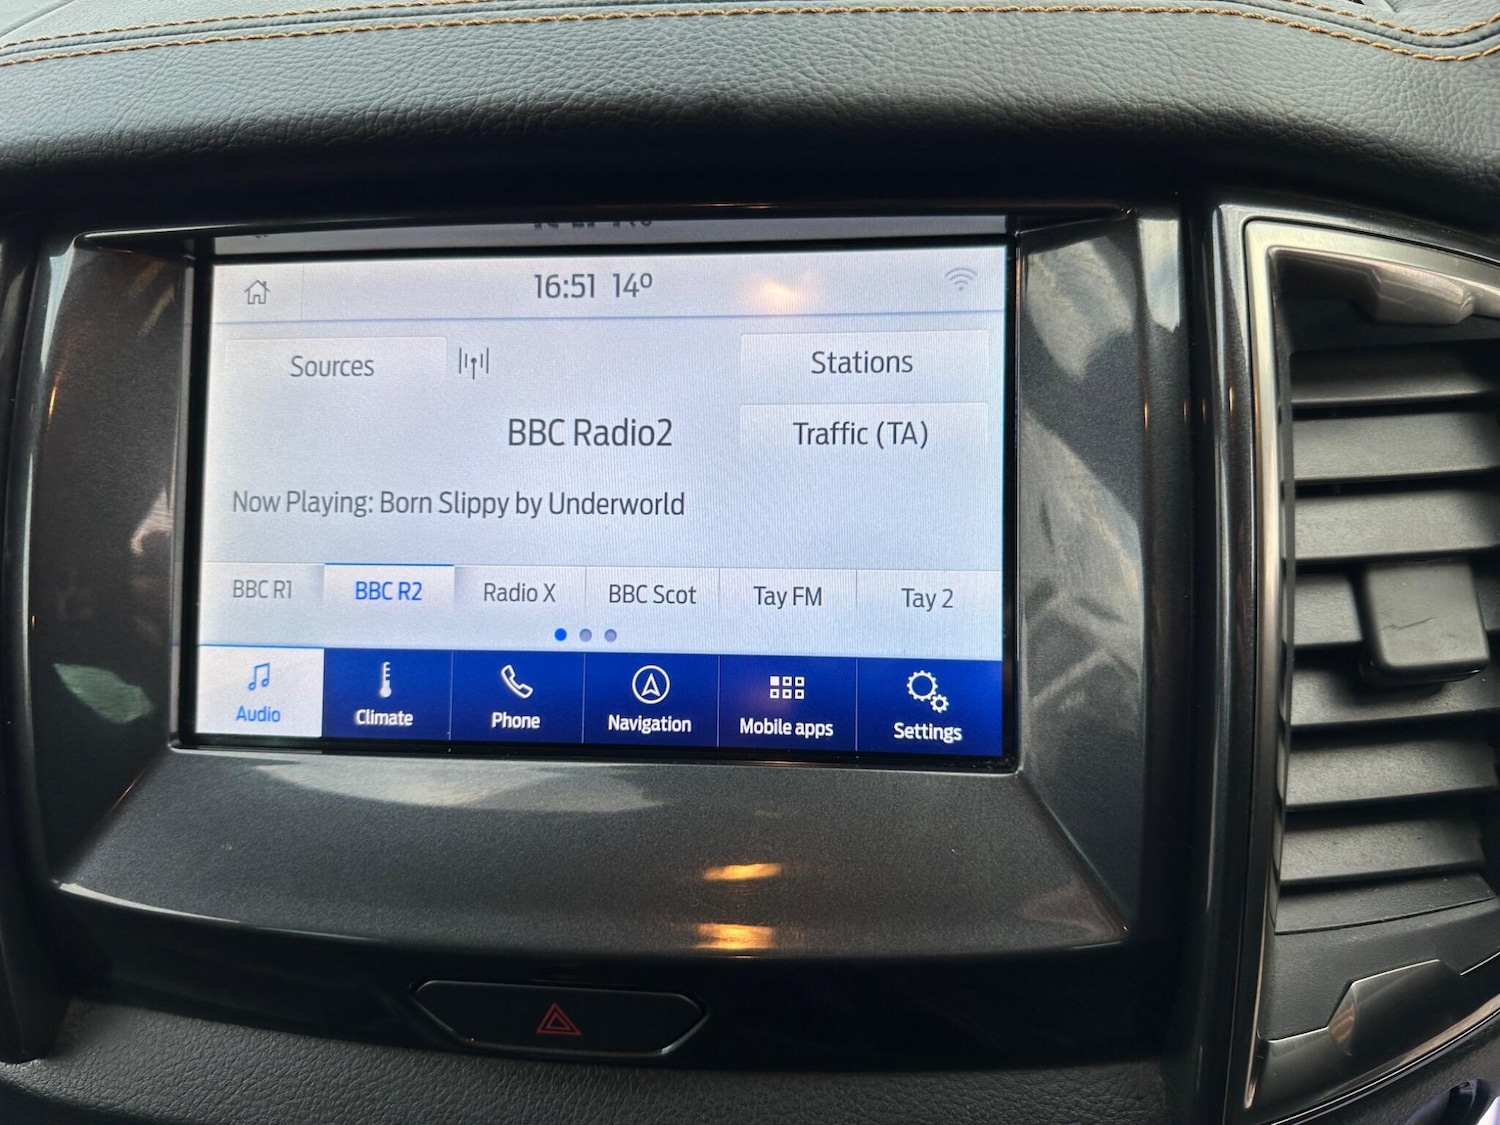 16:51 14º
Sources
Stations
BBC Radio2
Traffic (TA)
Now Playing: Born Slippy by Underworld
BBC R1 BBC R2 Radio X BBC Scot Tay FM Tay 2
Audio Climate Phone Navigation Mobile apps Settings